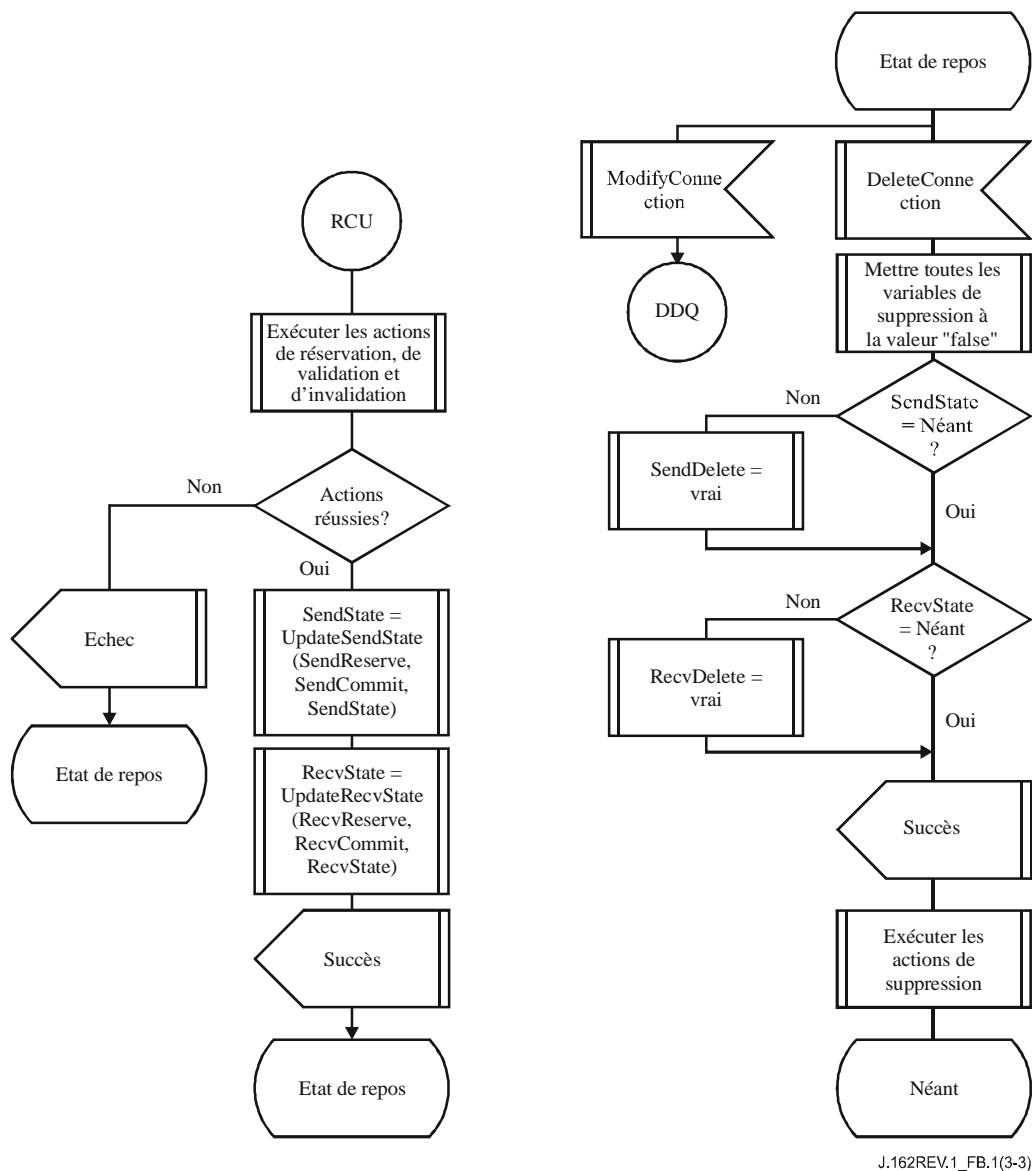 RCU
Exécuter les actions
de réservation, de
validation et
d'invalidation
Non
Actions
réussies?
Oui
Echec
Etat de repos
SendState =
UpdateSendState
(SendReserve,
SendCommit,
SendState)
RecvState =
UpdateRecvState
(RecvReserve,
RecvCommit,
RecvState)
Succès
Etat de repos
Etat de repos
ModifyConne
ction
DDQ
DeleteConne
ction
Mettre toutes les
variables de
suppression à
la valeur "false"
Non
SendState
= Néant
?
SendDelete =
vrai
Oui
Non
RecvState
= Néant
?
RecvDelete =
vrai
Oui
Succès
Exécuter les
actions de
suppression
Néant
J.162REV.1_FB.1(3-3)